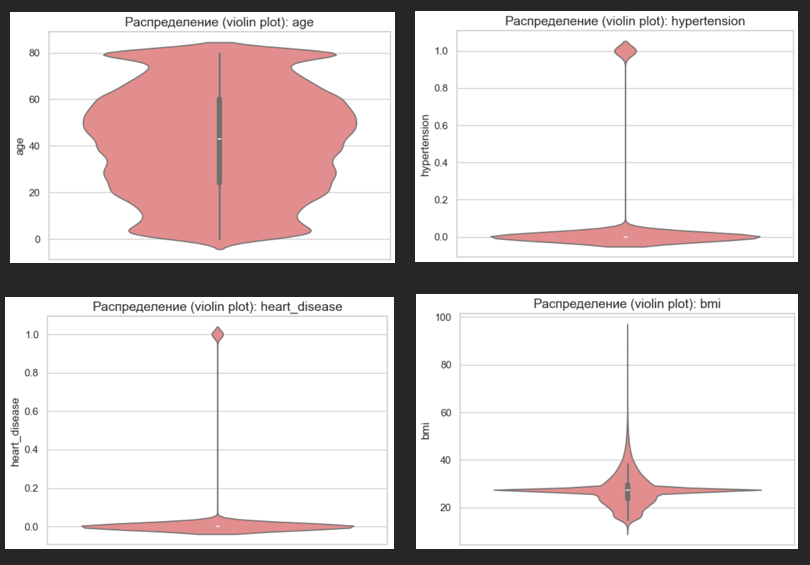 Распределение (violin plot): age
80
60
40
20
0
age
Распределение (violin plot): hypertension
1.0
0.8
0.6
0.4
0.2
0.0
hypertension
Распределение (violin plot): heart_disease
1.0
0.8
0.6
0.4
0.2
0.0
heart_disease
Распределение (violin plot): bmi
100
80
60
40
20
bmi